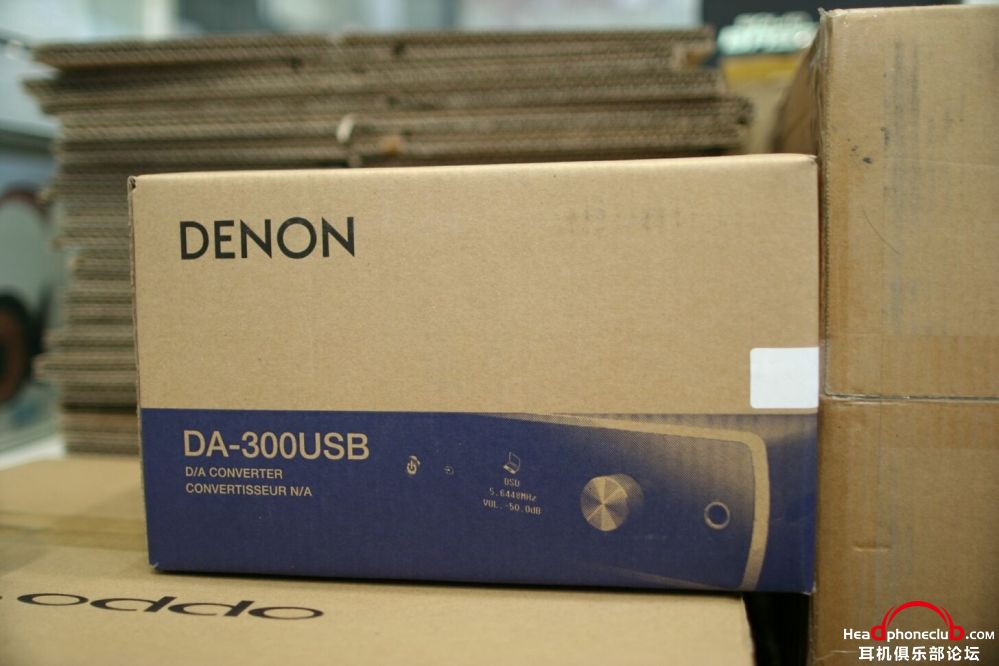 DENON
DA-300USB
D/A CONVERTER
CONVERTISSEUR N/A
DSD
5.6448MHz
VOL.-50.0dB
oppo
Headphoneclub.com
耳机俱乐部论坛